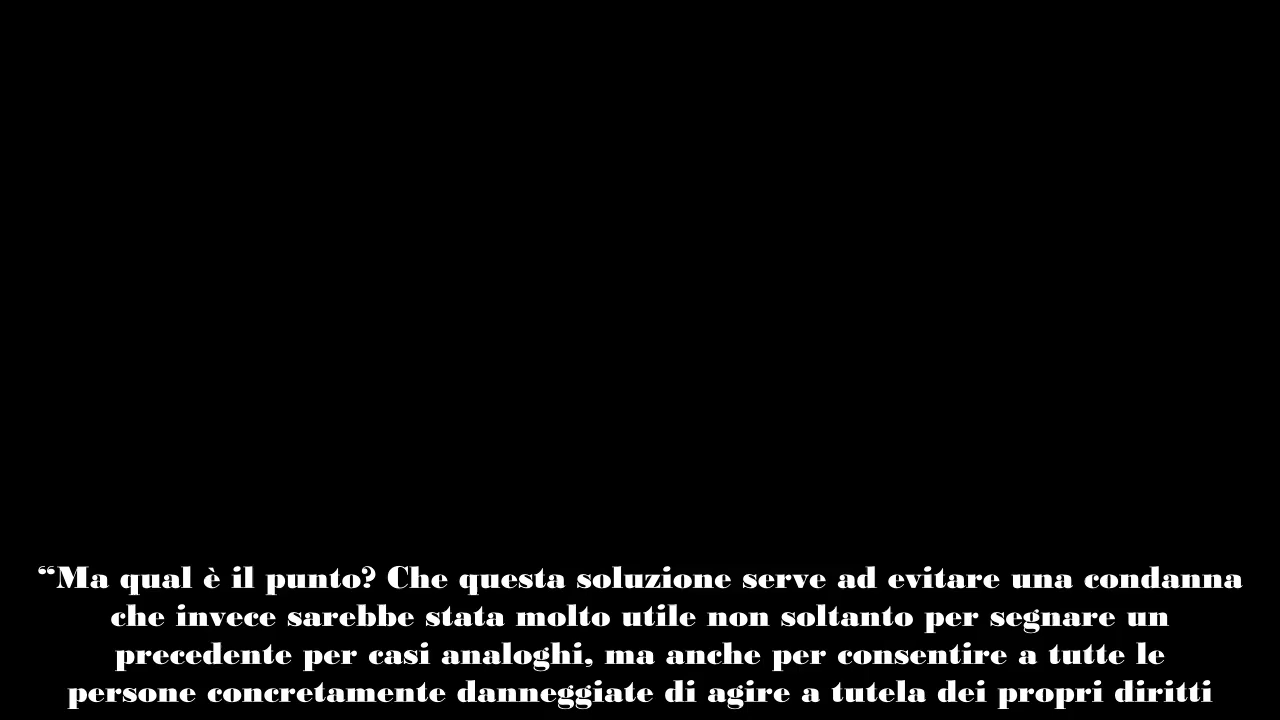 “Ma qual è il punto? Che questa soluzione serve ad evitare una condanna
che invece sarebbe stata molto utile non soltanto per segnare un
precedente per casi analoghi, ma anche per consentire a tutte le
persone concretamente danneggiate di agire a tutela dei propri diritti